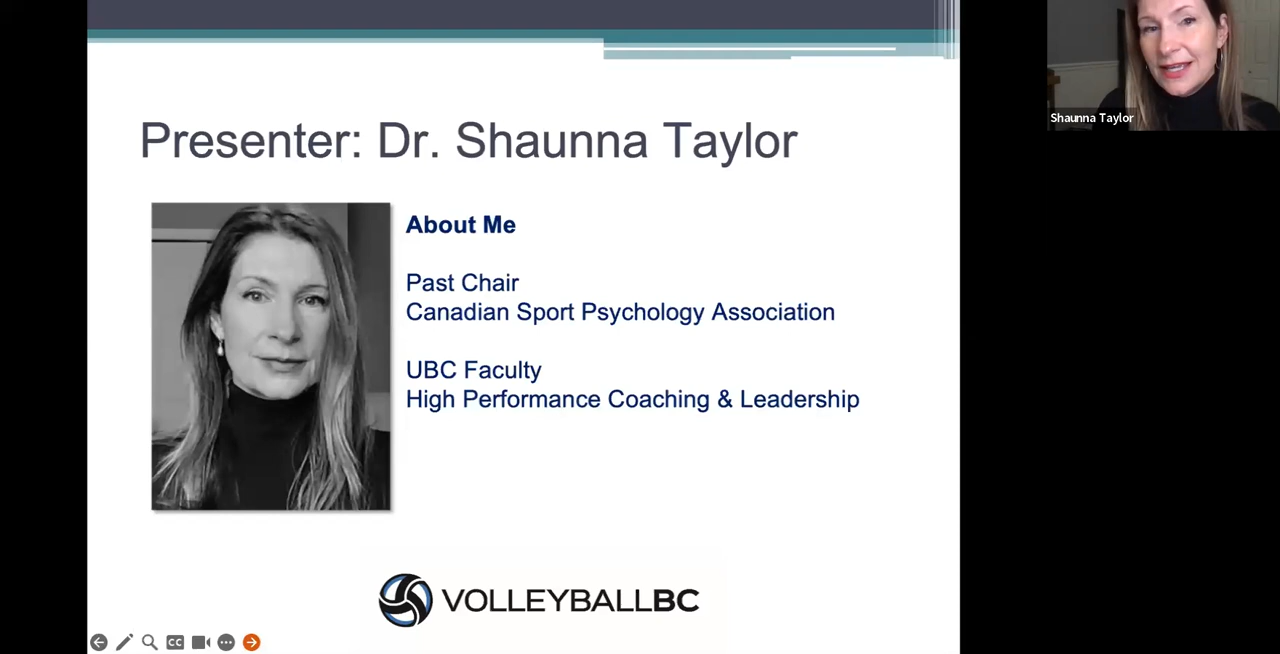 Presenter: Dr. Shaunna Taylor
About Me
Past Chair
Canadian Sport Psychology Association
UBC Faculty
High Performance Coaching & Leadership
VOLLEYBALLBC
CC
Shaunna Taylor